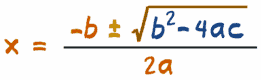 x = (-b ± √(b² - 4ac)) / 2a